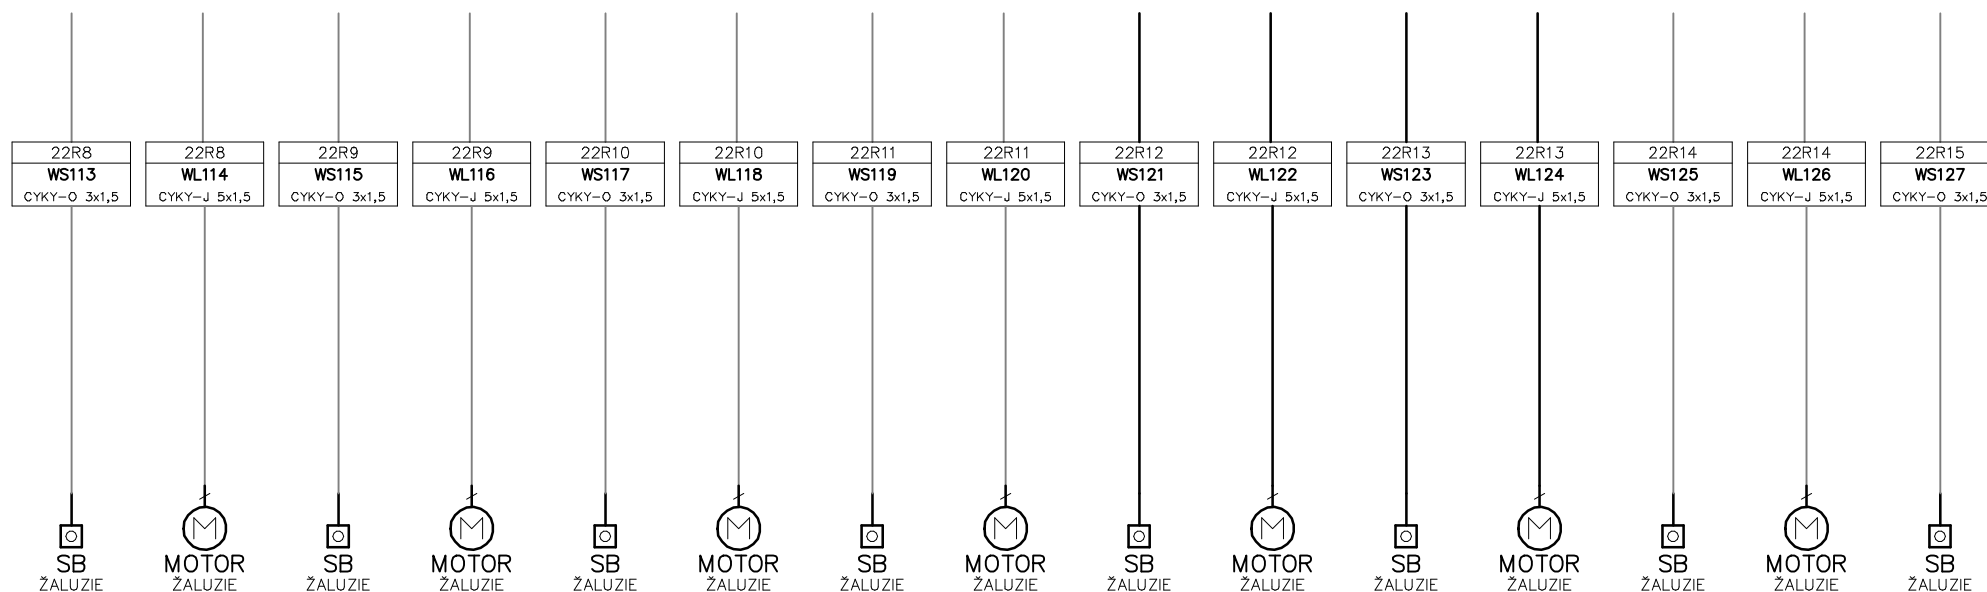 22R8 22R8 22R9 22R9 22R10 22R10 22R11 22R11 22R12 22R12 22R13 22R13 22R14 22R14 22R15
WS113 WL114 WS115 WL116 WS117 WL118 WS119 WL120 WS121 WL122 WS123 WL124 WS125 WL126 WS127
CYKY-O 3x1,5 CYKY-J 5x1,5 CYKY-O 3x1,5 CYKY-J 5x1,5 CYKY-O 3x1,5 CYKY-J 5x1,5 CYKY-O 3x1,5 CYKY-J 5x1,5 CYKY-O 3x1,5 CYKY-J 5x1,5 CYKY-O 3x1,5 CYKY-J 5x1,5 CYKY-O 3x1,5 CYKY-J 5x1,5 CYKY-O 3x1,5
M M M M M M M
SB MOTOR SB MOTOR SB MOTOR SB MOTOR SB MOTOR SB MOTOR SB MOTOR SB
ŽALUZIE ŽALUZIE ŽALUZIE ŽALUZIE ŽALUZIE ŽALUZIE ŽALUZIE ŽALUZIE ŽALUZIE ŽALUZIE ŽALUZIE ŽALUZIE ŽALUZIE ŽALUZIE ŽALUZIE